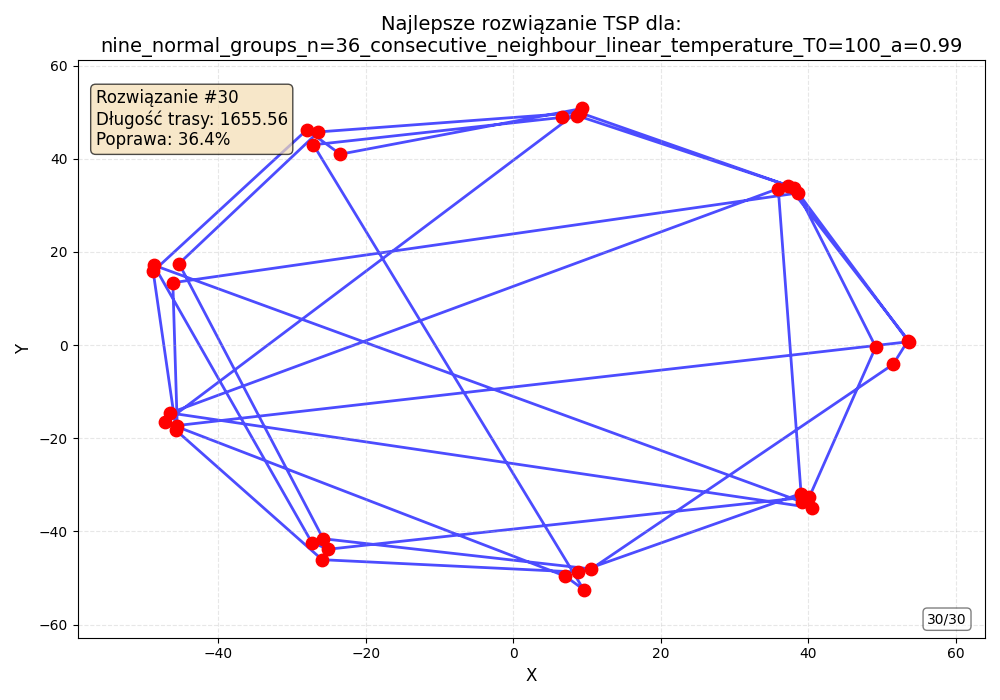 Najlepsze rozwiązanie TSP dla:
nine_normal_groups_n=36_consecutive_neighbour_linear_temperature_T0=100_a=0.99
Rozwiązanie #30
Długość trasy: 1655.56
Poprawa: 36.4%
60
40
20
0
−20
−40
−60
Y
30/30
−40 −20 0 20 40 60
X